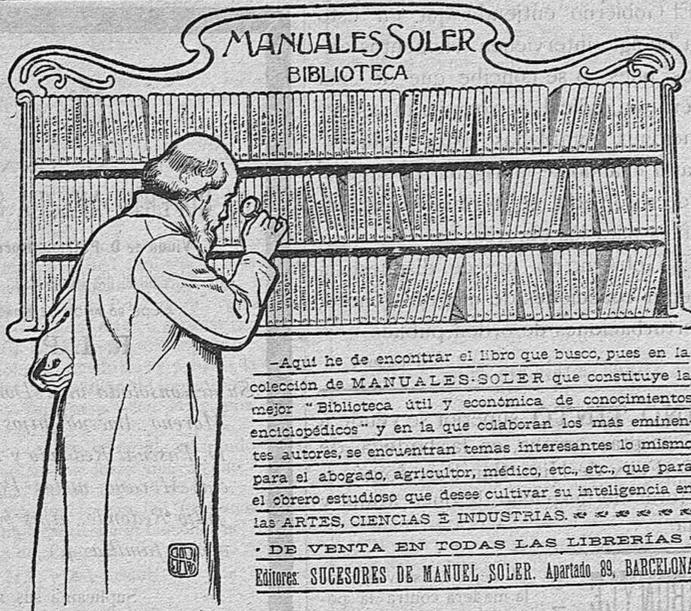 MANUALES SOLER
BIBLIOTECA
—Aquí he de encontrar el libro que busco, pues en la
colección de MANUALES-SOLER que constituye la
mejor "Biblioteca útil y económica de conocimientos
enciclopédicos" y en la que colaboran los más eminen-
tes autores, se encuentran temas interesantes lo mismo
para el abogado, agricultor, médico, etc., etc., que para
el obrero estudioso que desee cultivar su inteligencia en
las ARTES, CIENCIAS É INDUSTRIAS.
· DE VENTA EN TODAS LAS LIBRERÍAS ·
Editores: SUCESORES DE MANUEL SOLER. Apartado 89, BARCELONA